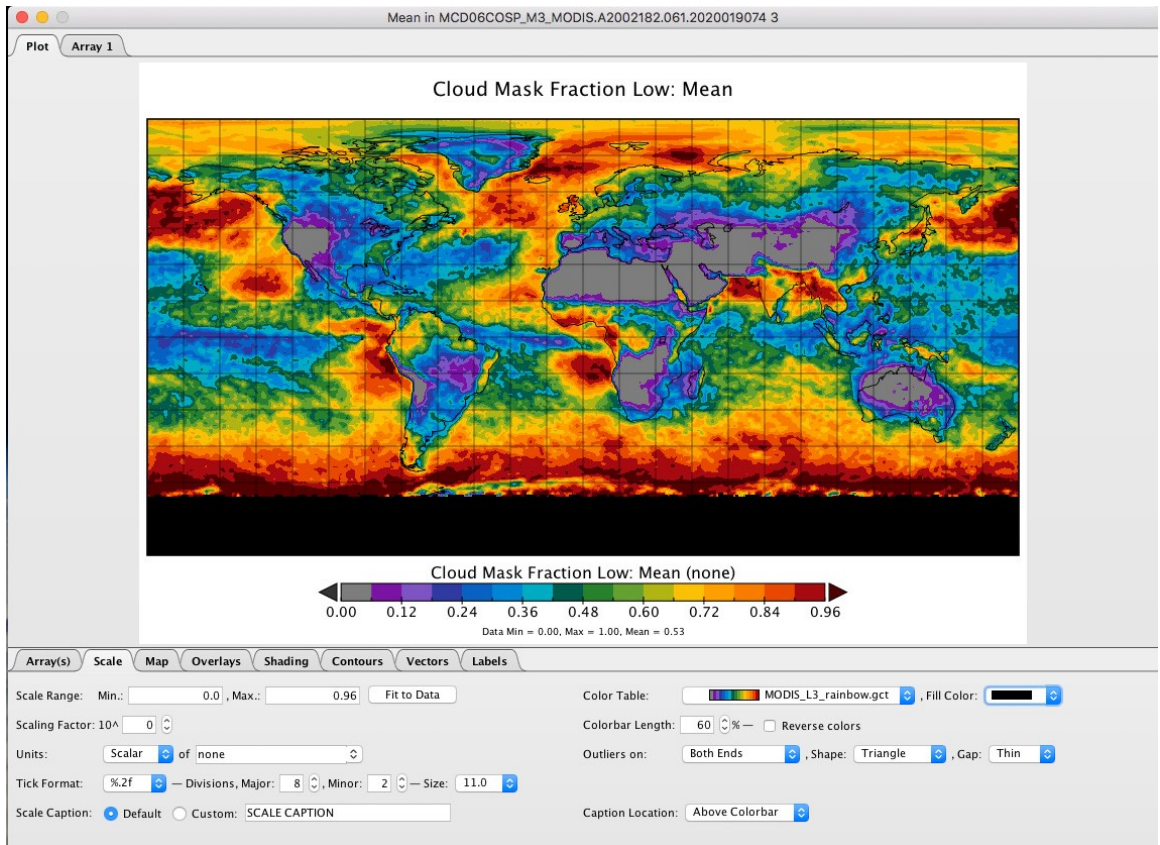 Mean in MCD06COSP_M3_MODIS.A2002182.061.2020019074 3
Plot Array 1
Cloud Mask Fraction Low: Mean
Cloud Mask Fraction Low: Mean (none)
0.00 0.12 0.24 0.36 0.48 0.60 0.72 0.84 0.96
Data Min = 0.00, Max = 1.00, Mean = 0.53
Array(s) Scale Map Overlays Shading Contours Vectors Labels
Scale Range: Min.: 0.0 , Max.: 0.96 Fit to Data Color Table: MODIS_L3_rainbow.gct , Fill Color:
Scaling Factor: 10^ 0 Colorbar Length: 60 % — Reverse colors
Units: Scalar of none Outliers on: Both Ends , Shape: Triangle , Gap: Thin
Tick Format: %.2f — Divisions, Major: 8 , Minor: 2 — Size: 11.0
Scale Caption: Default Custom: SCALE CAPTION Caption Location: Above Colorbar